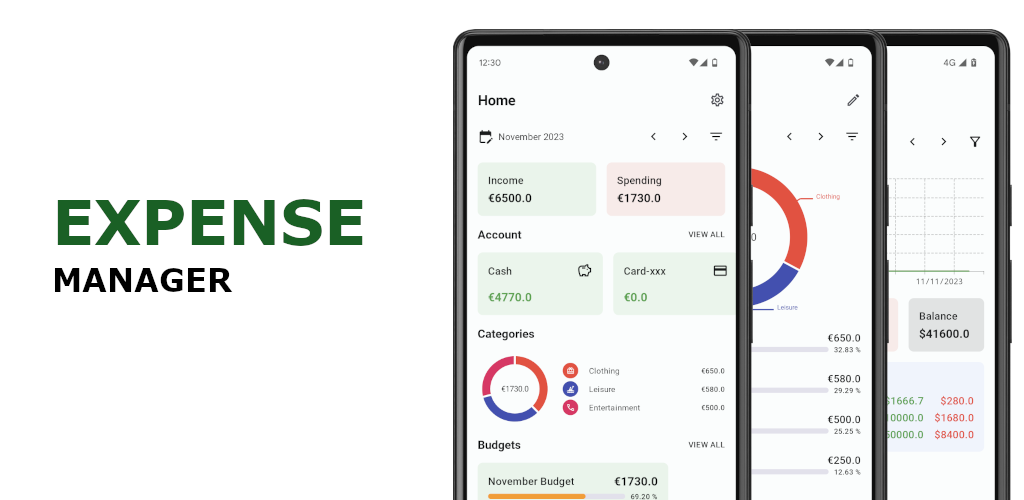 EXPENSE
MANAGER
12:30
Home
November 2023
Income
€6500.0
Spending
€1730.0
Account
VIEW ALL
Cash
€4770.0
Card-xxx
€0.0
Categories
€1730.0
Clothing €650.0
Leisure €580.0
Entertainment €500.0
Budgets
VIEW ALL
November Budget €1730.0
69.20 %
Clothing
0
Leisure
€650.0
32.83 %
€580.0
29.29 %
€500.0
25.25 %
€250.0
12.63 %
4G
11/11/2023
Balance
$41600.0
$1666.7 $280.0
0000.0 $1680.0
0000.0 $8400.0